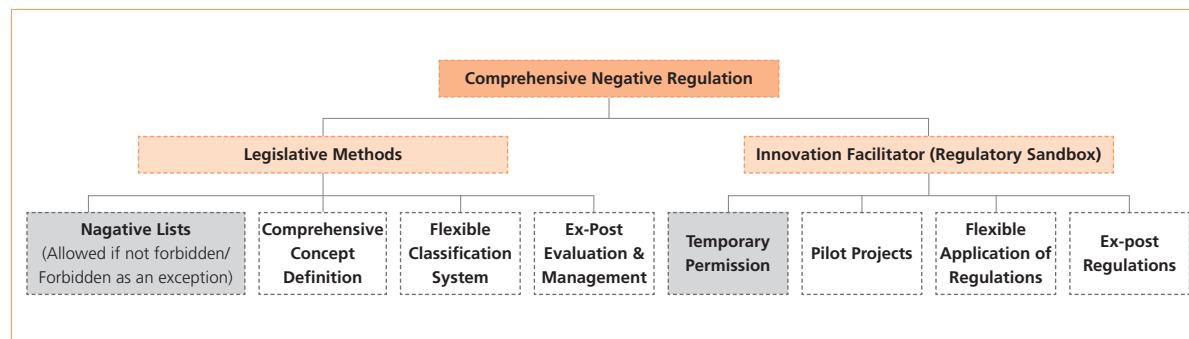 Comprehensive Negative Regulation
Legislative Methods
Innovation Facilitator (Regulatory Sandbox)
Nagative Lists
(Allowed if not forbidden/
Forbidden as an exception)
Comprehensive
Concept
Definition
Flexible
Classification
System
Ex-Post
Evaluation &
Management
Temporary
Permission
Pilot Projects
Flexible
Application of
Regulations
Ex-post
Regulations